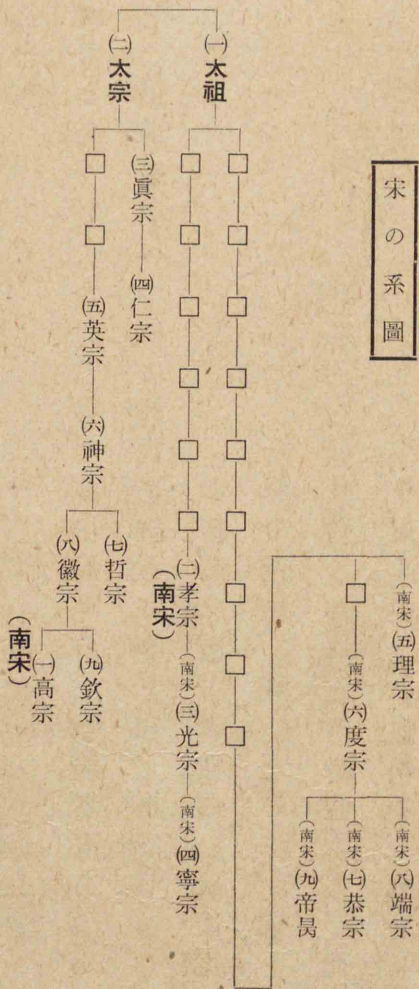 宋の系圖
㈠太祖
㈡太宗
㈢眞宗
㈣仁宗
㈤英宗
㈥神宗
㈦哲宗
㈧徽宗
㈨欽宗
㈠高宗
（南宋）
㈡孝宗
（南宋）
（南宋）㈢光宗
（南宋）㈣寧宗
（南宋）㈤理宗
（南宋）㈥度宗
（南宋）㈧端宗
（南宋）㈦恭宗
（南宋）㈨帝昺